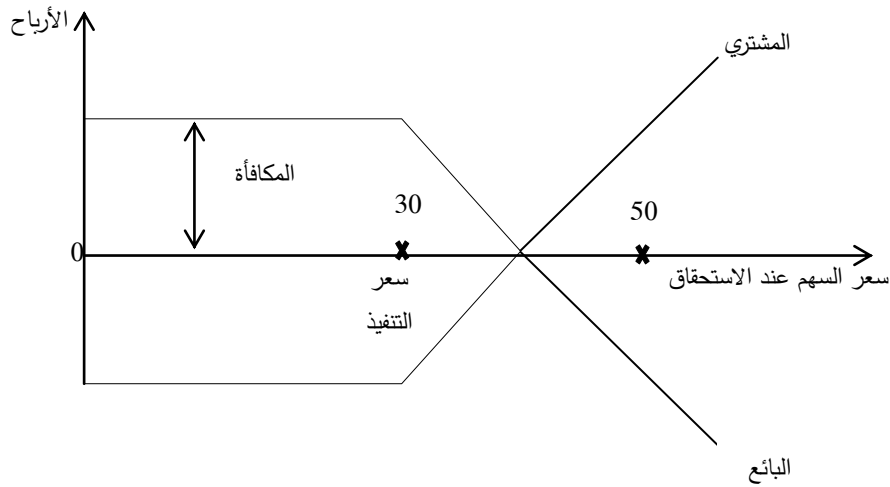 الأرباح
المشتري
المكافأة
30
50
0
سعر
التنفيذ
سعر السهم عند الاستحقاق
البائع